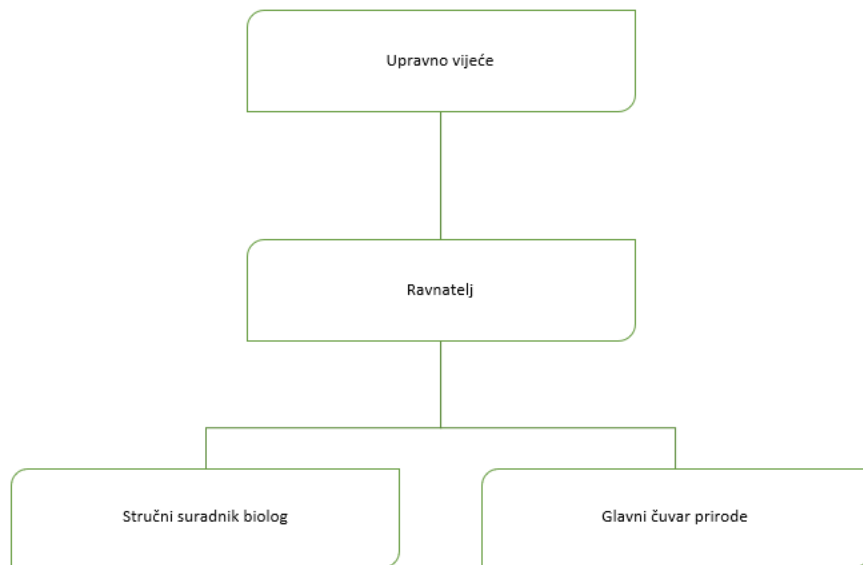 Upravno vijeće
Ravnatelj
Stručni suradnik biolog
Glavni čuvar prirode